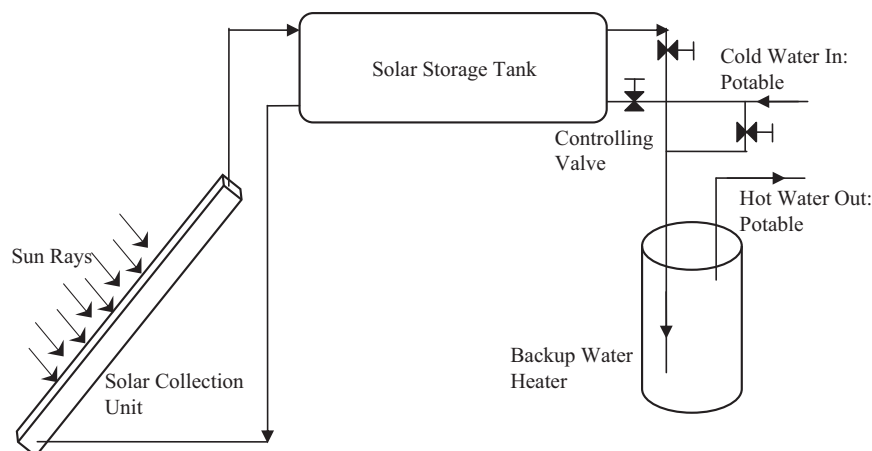 Solar Storage Tank
Cold Water In:
Potable
Controlling
Valve
Hot Water Out:
Potable
Sun Rays
Backup Water
Heater
Solar Collection
Unit